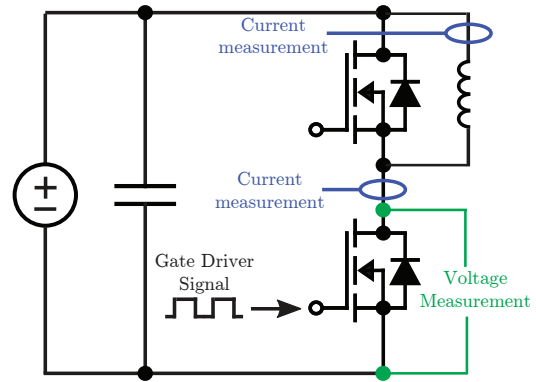 Current
measurement
Current
measurement
Gate Driver
Signal
Voltage
Measurement